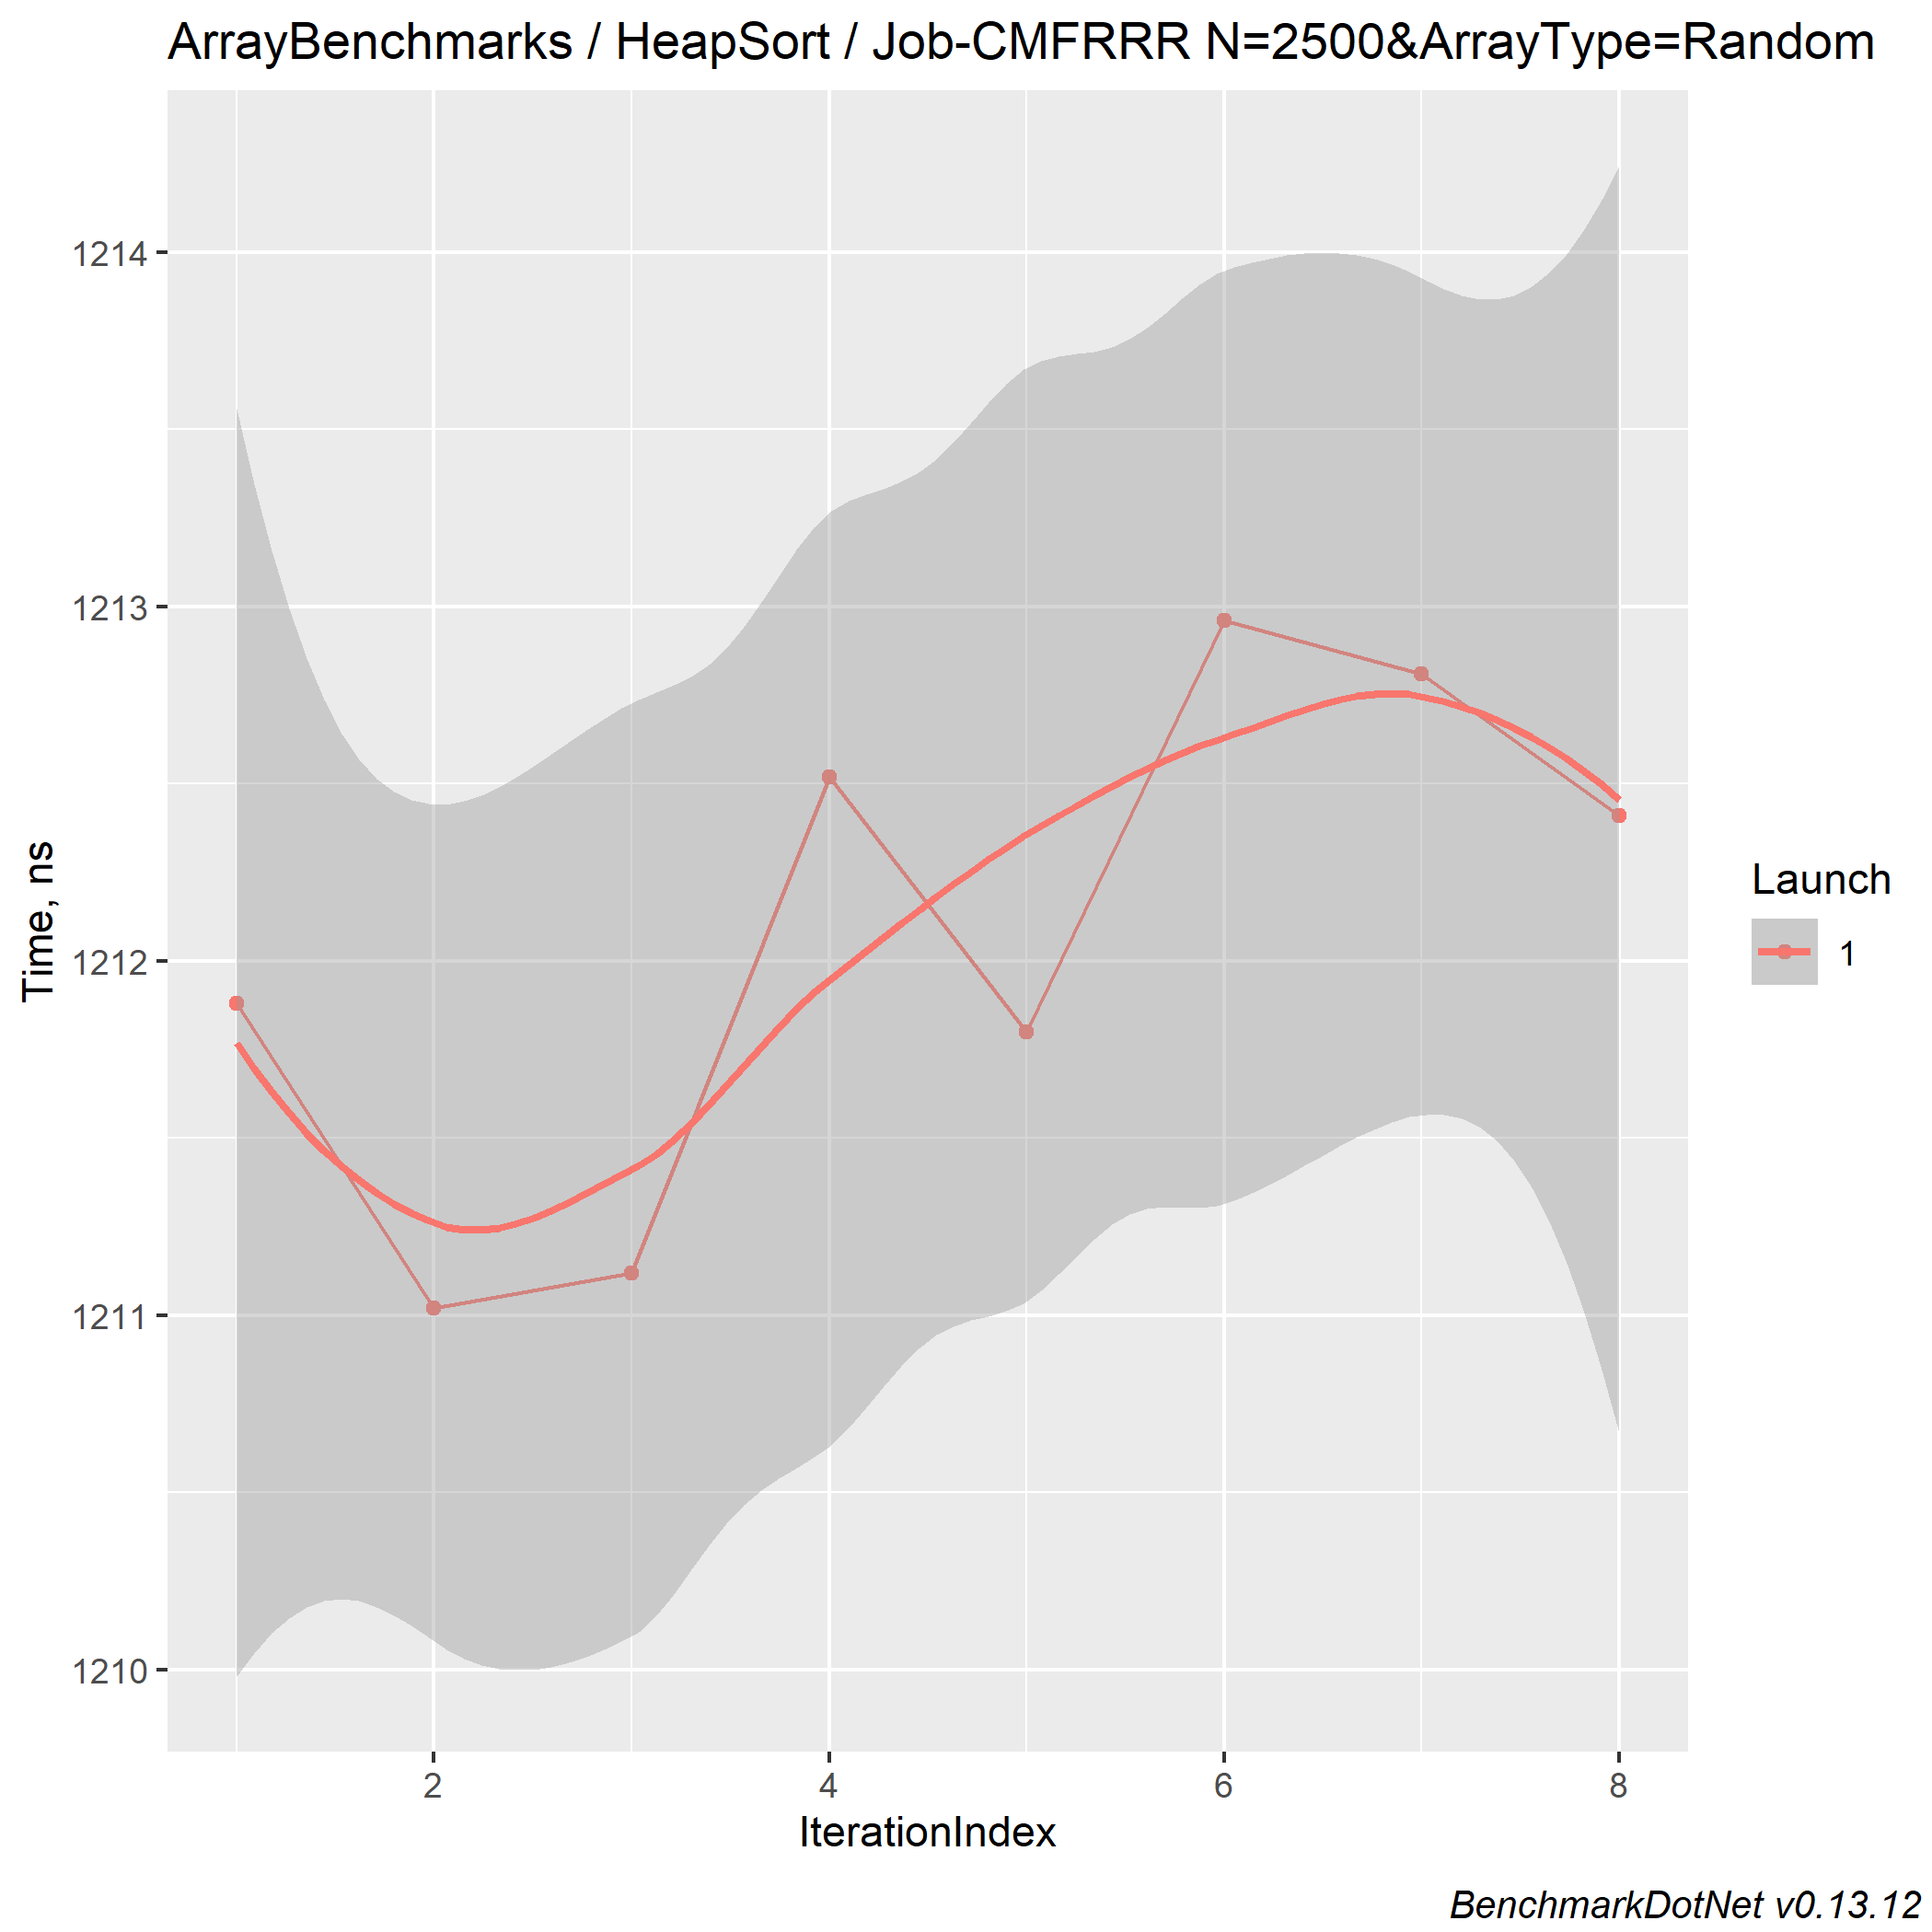 ArrayBenchmarks / HeapSort / Job-CMFRRR N=2500&ArrayType=Random
1214
1213
1212
1211
1210
Time, ns
2 4 6 8
IterationIndex
Launch
1
BenchmarkDotNet v0.13.12